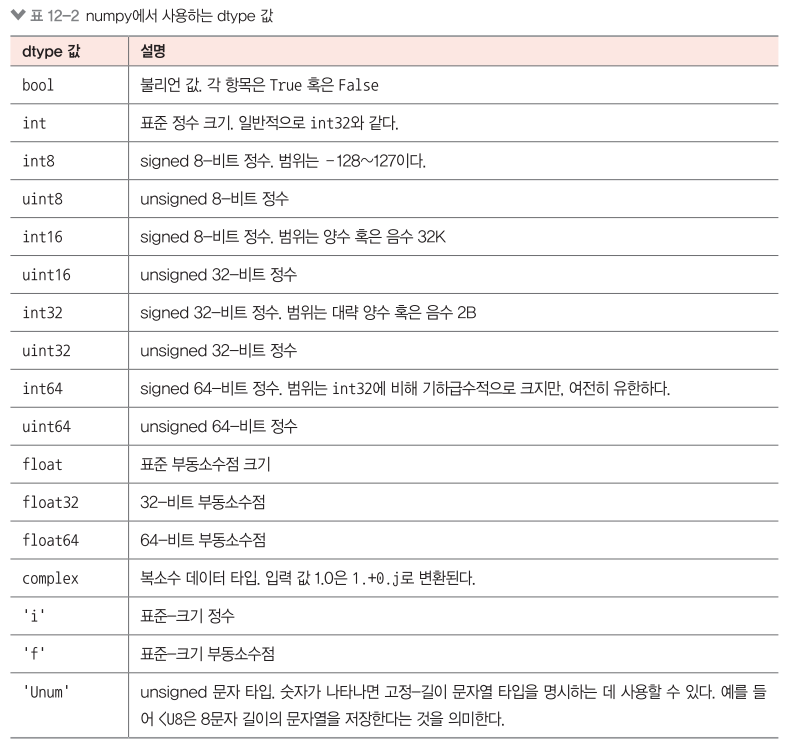 표 12-2 numpy에서 사용하는 dtype 값
dtype 값 설명
bool 불리언 값. 각 항목은 True 혹은 False
int 표준 정수 크기. 일반적으로 int32와 같다.
int8 signed 8-비트 정수. 범위는 -128~127이다.
uint8 unsigned 8-비트 정수
int16 signed 8-비트 정수. 범위는 양수 혹은 음수 32K
uint16 unsigned 32-비트 정수
int32 signed 32-비트 정수. 범위는 대략 양수 혹은 음수 2B
uint32 unsigned 32-비트 정수
int64 signed 64-비트 정수. 범위는 int32에 비해 기하급수적으로 크지만, 여전히 유한하다.
uint64 unsigned 64-비트 정수
float 표준 부동소수점 크기
float32 32-비트 부동소수점
float64 64-비트 부동소수점
complex 복소수 데이터 타입. 입력 값 1.0은 1.+0.j로 변환된다.
'i' 표준-크기 정수
'f' 표준-크기 부동소수점
'Unum' unsigned 문자 타입. 숫자가 나타나면 고정-길이 문자열 타입을 명시하는 데 사용할 수 있다. 예를 들
어 <U8은 8문자 길이의 문자열을 저장한다는 것을 의미한다.